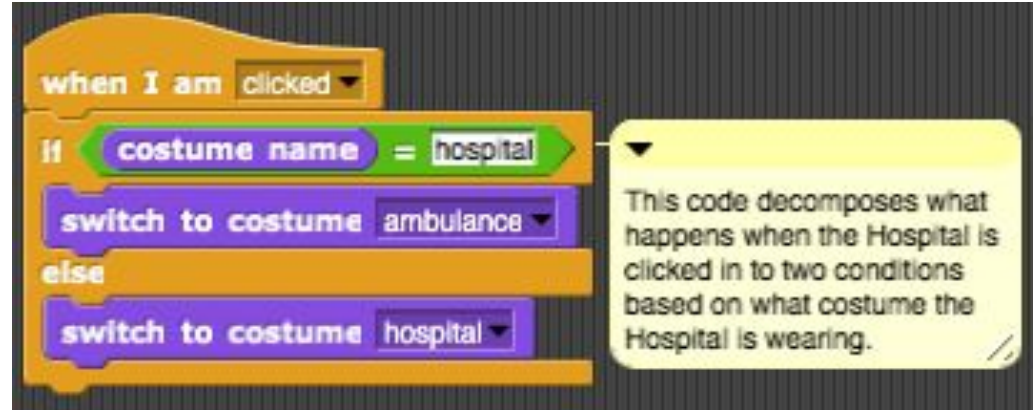 when I am clicked
if costume name = hospital
switch to costume ambulance
else
switch to costume hospital
This code decomposes what
happens when the Hospital is
clicked in to two conditions
based on what costume the
Hospital is wearing.